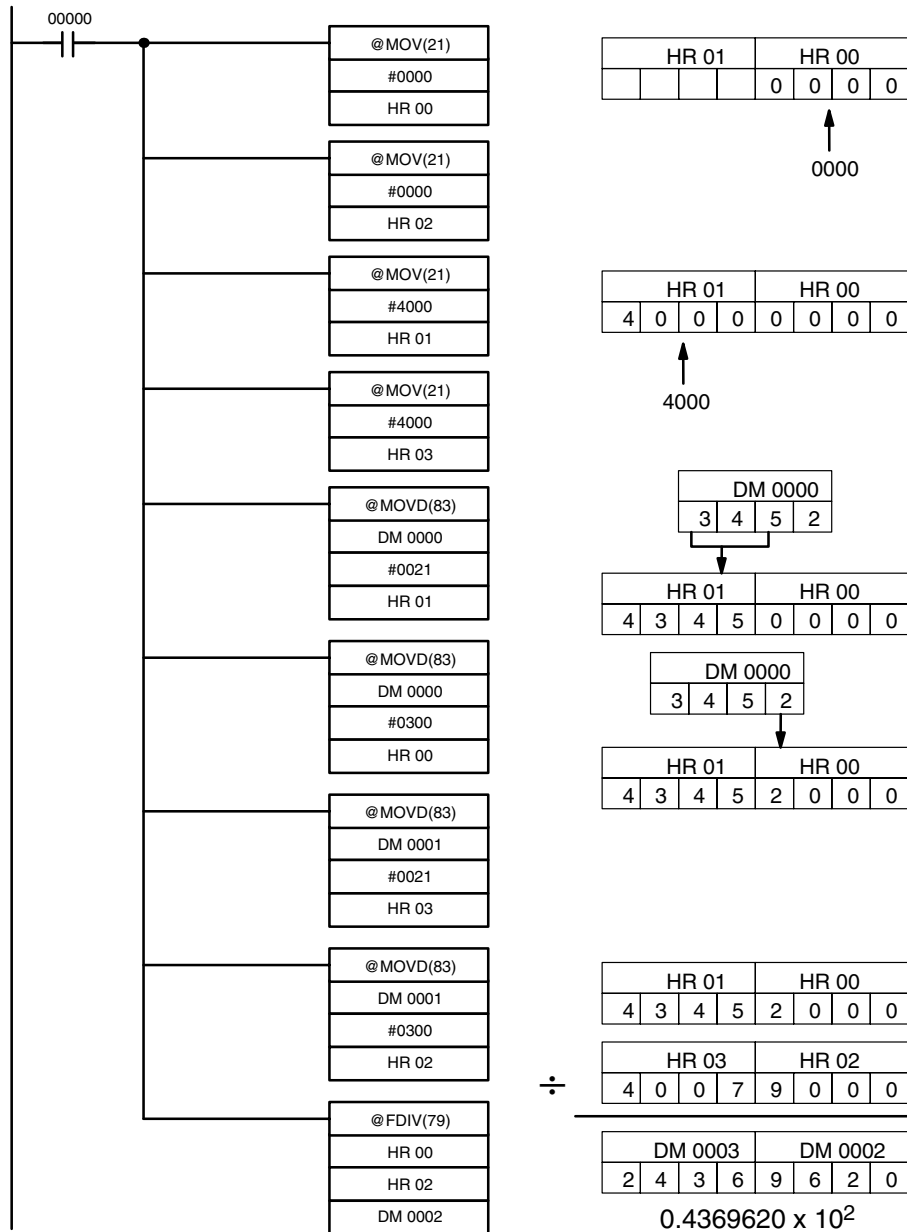 00000
@MOV(21)
#0000
HR 00
HR 01 HR 00
0 0 0 0
0000
@MOV(21)
#0000
HR 02
@MOV(21)
#4000
HR 01
HR 01 HR 00
4 0 0 0 0 0 0 0
4000
@MOV(21)
#4000
HR 03
@MOVD(83)
DM 0000
#0021
HR 01
DM 0000
3 4 5 2
HR 01 HR 00
4 3 4 5 0 0 0 0
@MOVD(83)
DM 0000
#0300
HR 00
DM 0000
3 4 5 2
HR 01 HR 00
4 3 4 5 2 0 0 0
@MOVD(83)
DM 0001
#0021
HR 03
@MOVD(83)
DM 0001
#0300
HR 02
HR 01 HR 00
4 3 4 5 2 0 0 0
÷
HR 03 HR 02
4 0 0 7 9 0 0 0
@FDIV(79)
HR 00
HR 02
DM 0002
DM 0003 DM 0002
2 4 3 6 9 6 2 0
0.4369620 x 10²